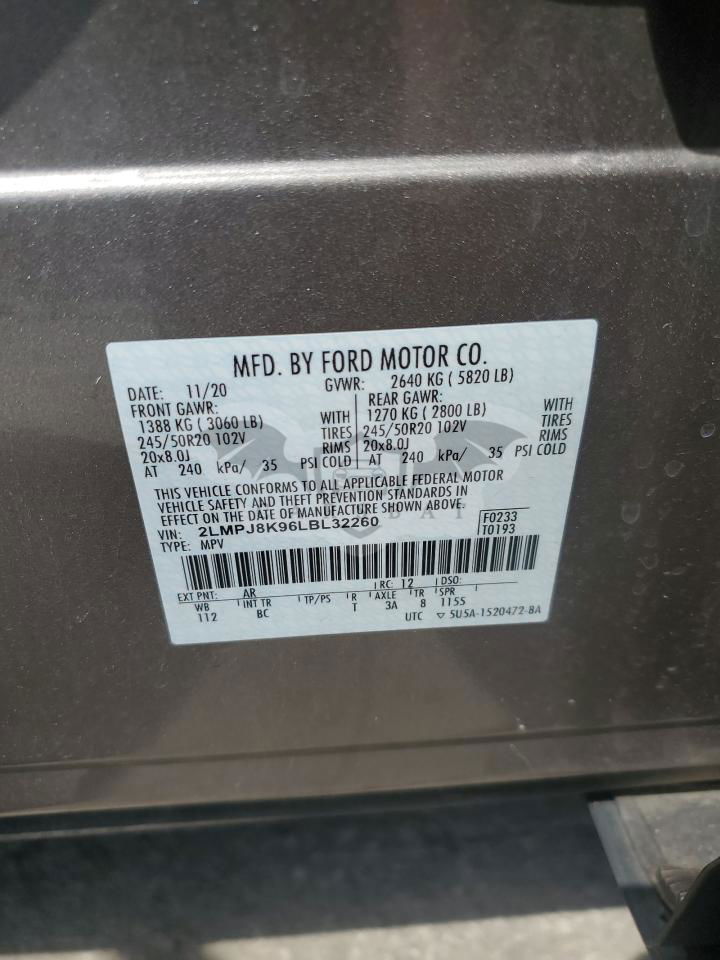 MFD. BY FORD MOTOR CO.
DATE: 11/20 GVWR: 2640 KG ( 5820 LB)
FRONT GAWR: REAR GAWR:
1388 KG ( 3060 LB) WITH 1270 KG ( 2800 LB) WITH
245/50R20 102V TIRES 245/50R20 102V TIRES
20x8.0J RIMS 20x8.0J RIMS
AT 240 kPa/ 35 PSI COLD AT 240 kPa/ 35 PSI COLD
THIS VEHICLE CONFORMS TO ALL APPLICABLE FEDERAL MOTOR
VEHICLE SAFETY AND THEFT PREVENTION STANDARDS IN
EFFECT ON THE DATE OF MANUFACTURE SHOWN ABOVE.
VIN: 2LMPJ8K96LBL32260 F0233
TYPE: MPV T0193
EXT PNT: AR RC: 12 DSO:
WB INT TR TP/PS R AXLE TR SPR
112 BC T 3A 8 1155
UTC ▽ 5U5A-1520472-BA